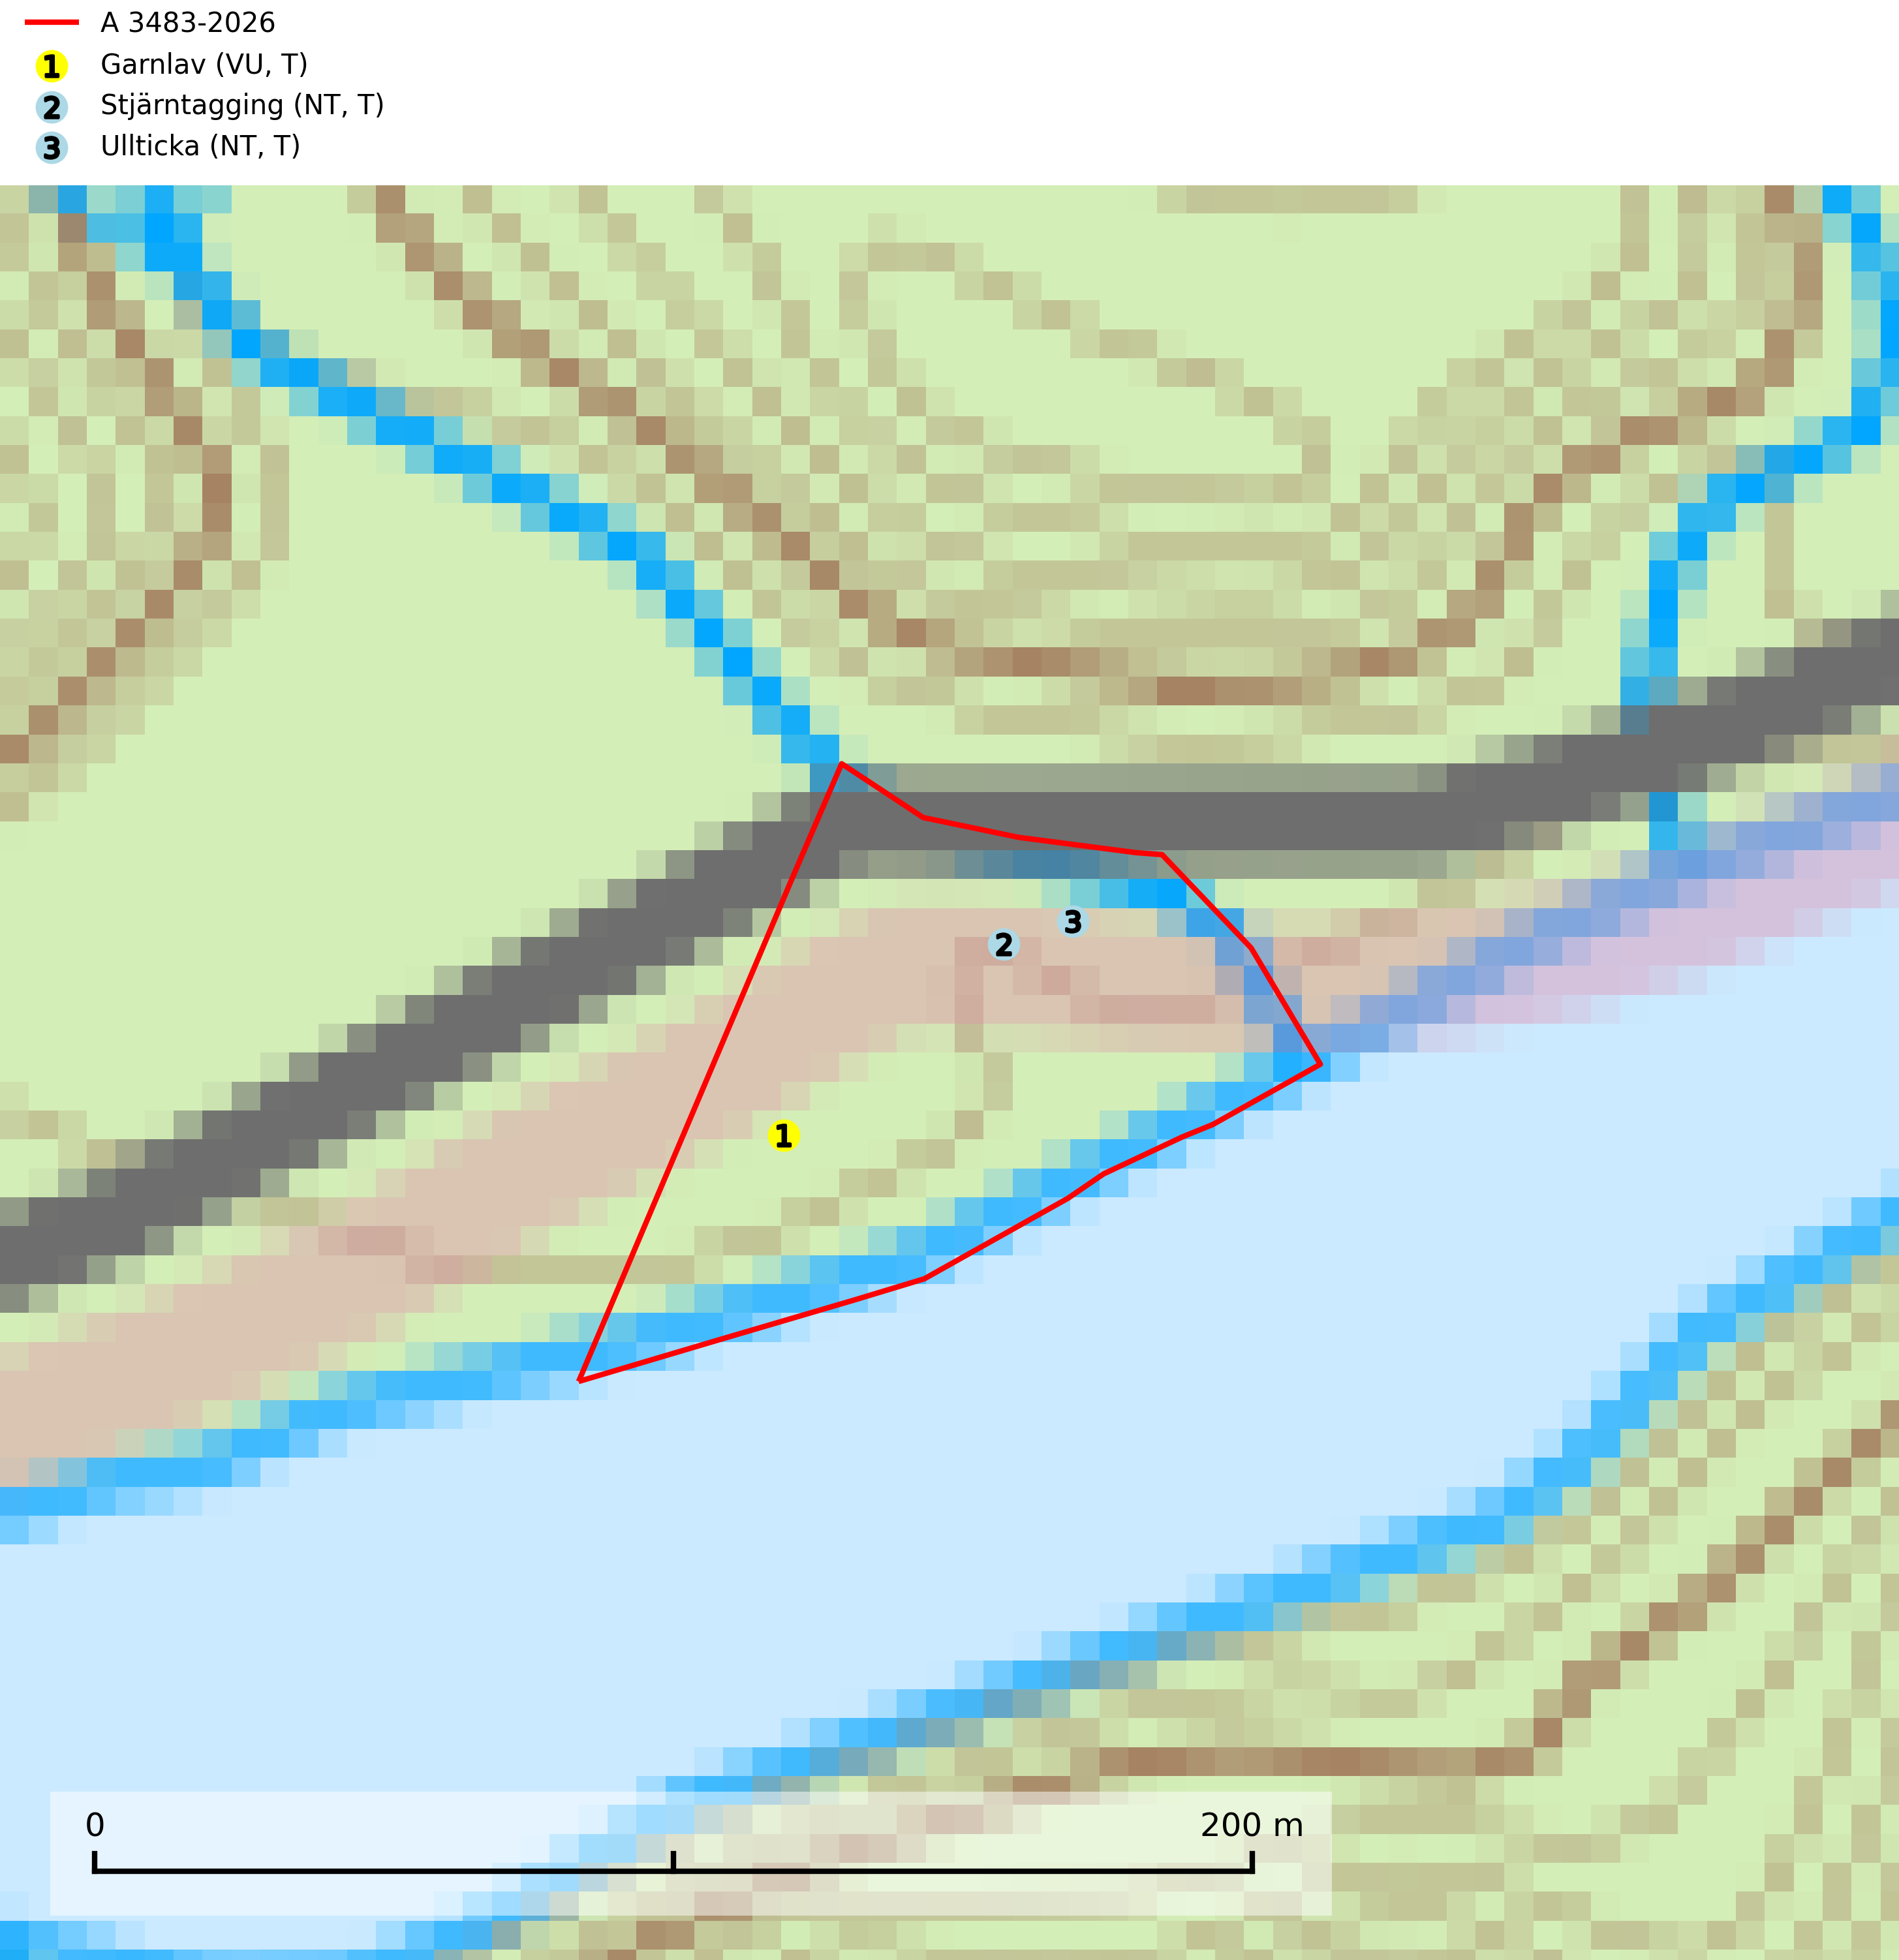 A 3483-2026
1 Garnlav (VU, T)
2 Stjärntagging (NT, T)
3 Ullticka (NT, T)
3
2
1
0 200 m